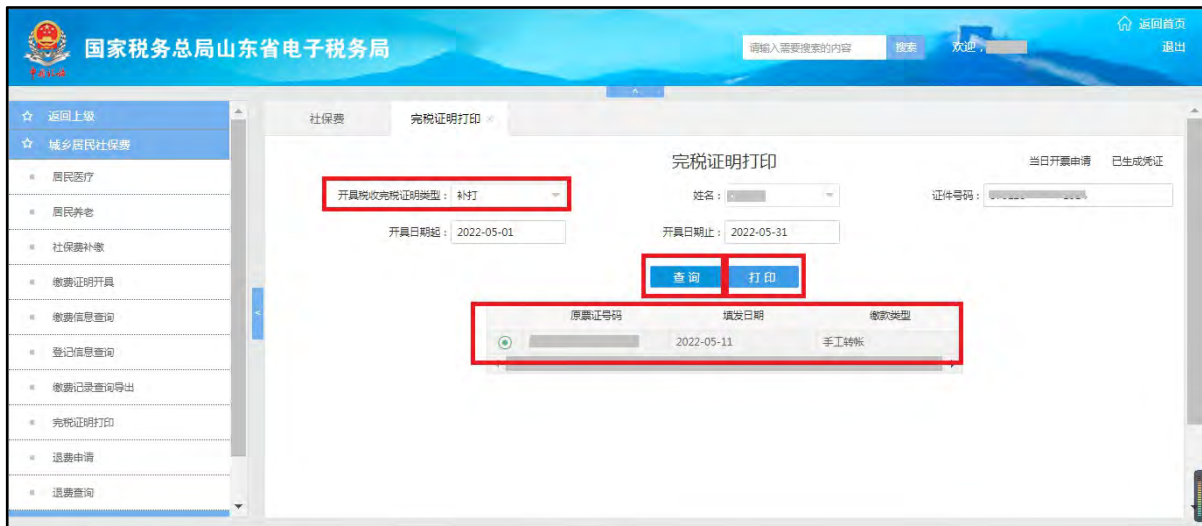 返回首页
国家税务总局山东省电子税务局
请输入需要搜索的内容 搜索 欢迎, 退出
返回上级
城乡居民社保费
居民医疗
居民养老
社保费补缴
缴费证明开具
缴费信息查询
登记信息查询
缴费记录查询导出
完税证明打印
退费申请
退费查询
社保费 完税证明打印 ×
完税证明打印
当日开票申请 已生成凭证
开具税收完税证明类型: 补打 姓名: 证件号码:
开具日期起: 2022-05-01 开具日期止: 2022-05-31
查询 打印
原票证号码 填发日期 缴款类型
2022-05-11 手工转帐